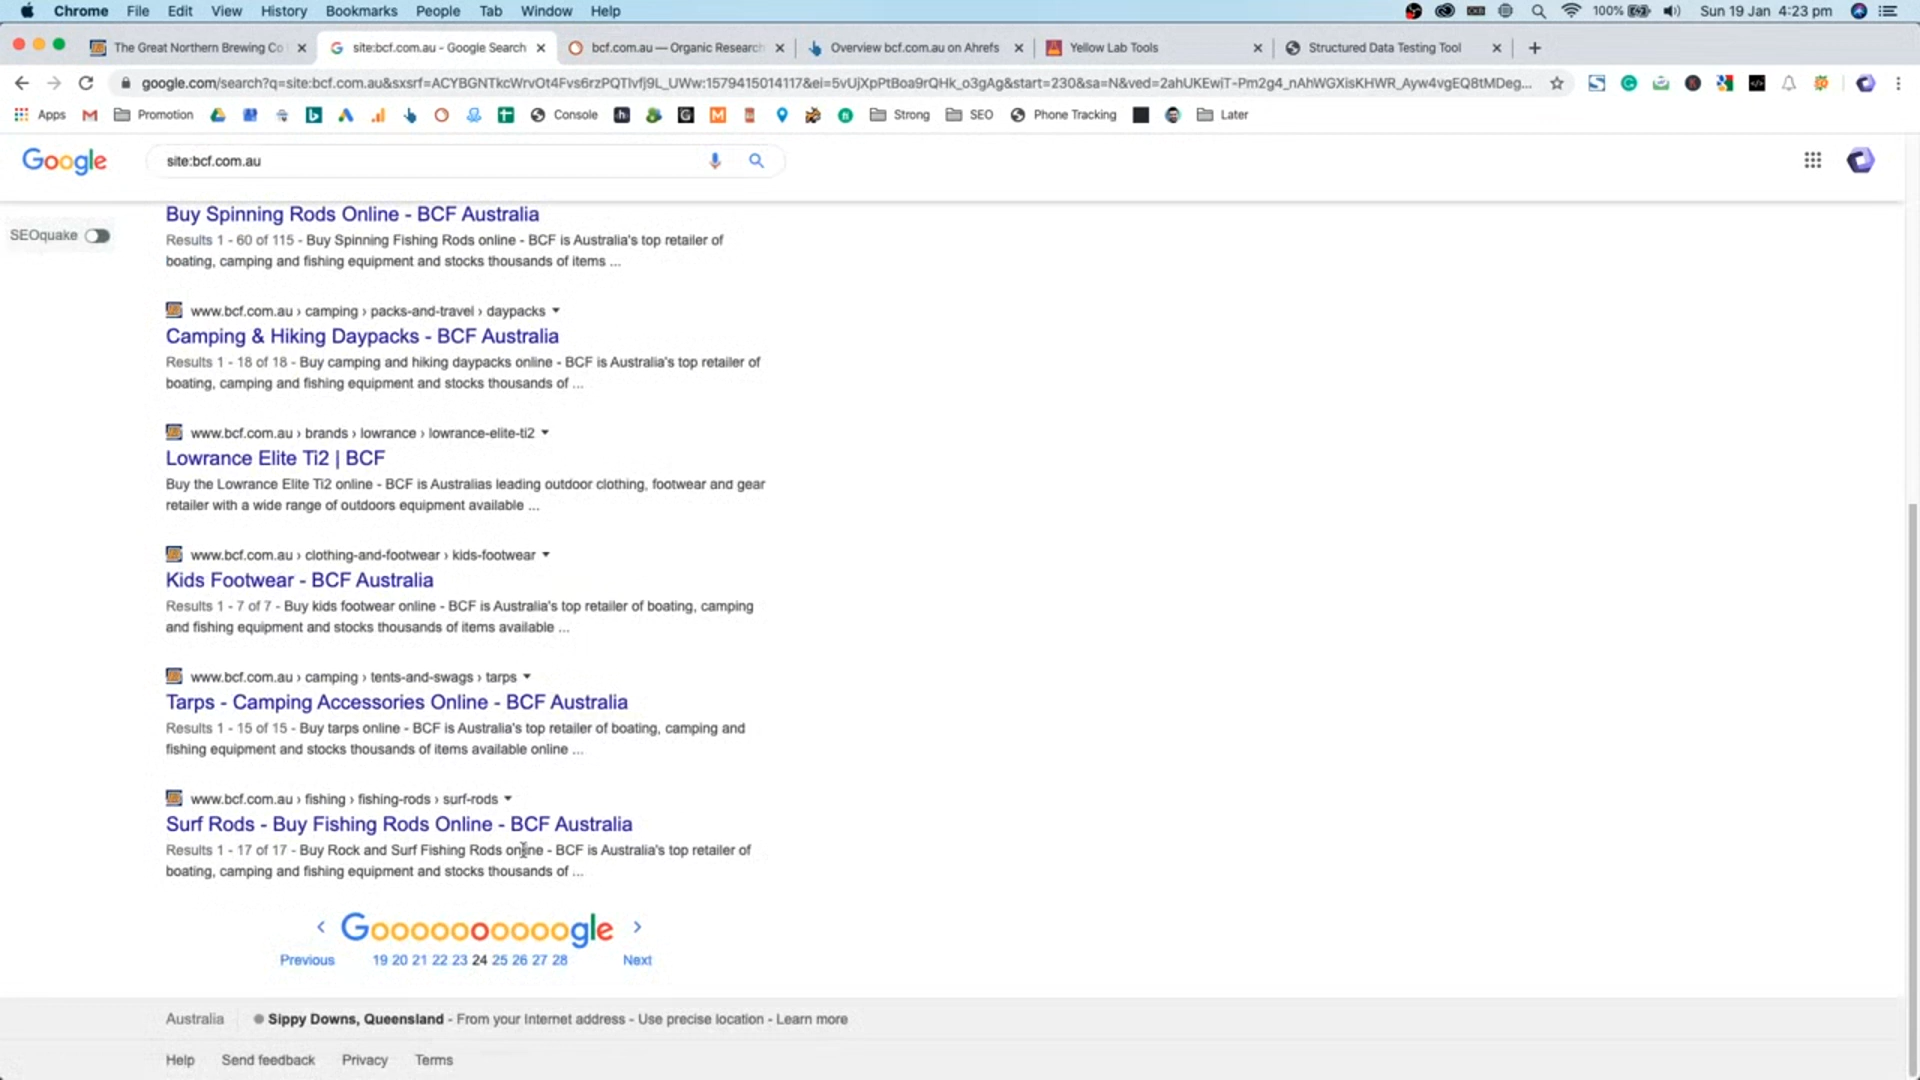 Chrome File Edit View History Bookmarks People Tab Window Help 100% Sun 19 Jan 4:23 pm
The Great Northern Brewing Co site:bcf.com.au - Google Search bcf.com.au — Organic Research Overview bcf.com.au on Ahrefs Yellow Lab Tools Structured Data Testing Tool
google.com/search?q=site:bcf.com.au&sxsrf=ACYBGNTkcWrvOt4Fvs6rzPQTlvfj9L_UWw:1579415014117&ei=5vUjXpPtBoa9rQHk_o3gAg&start=230&sa=N&ved=2ahUKEwiT-Pm2g4_nAhWGXisKHWR_Ayw4vgEQ8tMDeg...
Apps Promotion Console Strong SEO Phone Tracking Later
Google site:bcf.com.au
SEOquake
Buy Spinning Rods Online - BCF Australia
Results 1 - 60 of 115 - Buy Spinning Fishing Rods online - BCF is Australia's top retailer of
boating, camping and fishing equipment and stocks thousands of items ...
www.bcf.com.au › camping › packs-and-travel › daypacks
Camping & Hiking Daypacks - BCF Australia
Results 1 - 18 of 18 - Buy camping and hiking daypacks online - BCF is Australia's top retailer of
boating, camping and fishing equipment and stocks thousands of ...
www.bcf.com.au › brands › lowrance › lowrance-elite-ti2
Lowrance Elite Ti2 | BCF
Buy the Lowrance Elite Ti2 online - BCF is Australias leading outdoor clothing, footwear and gear
retailer with a wide range of outdoors equipment available ...
www.bcf.com.au › clothing-and-footwear › kids-footwear
Kids Footwear - BCF Australia
Results 1 - 7 of 7 - Buy kids footwear online - BCF is Australia's top retailer of boating, camping
and fishing equipment and stocks thousands of items available ...
www.bcf.com.au › camping › tents-and-swags › tarps
Tarps - Camping Accessories Online - BCF Australia
Results 1 - 15 of 15 - Buy tarps online - BCF is Australia's top retailer of boating, camping and
fishing equipment and stocks thousands of items available online ...
www.bcf.com.au › fishing › fishing-rods › surf-rods
Surf Rods - Buy Fishing Rods Online - BCF Australia
Results 1 - 17 of 17 - Buy Rock and Surf Fishing Rods online - BCF is Australia's top retailer of
boating, camping and fishing equipment and stocks thousands of ...
‹ Goooooooooogle ›
Previous 19 20 21 22 23 24 25 26 27 28 Next
Australia Sippy Downs, Queensland - From your Internet address - Use precise location - Learn more
Help Send feedback Privacy Terms